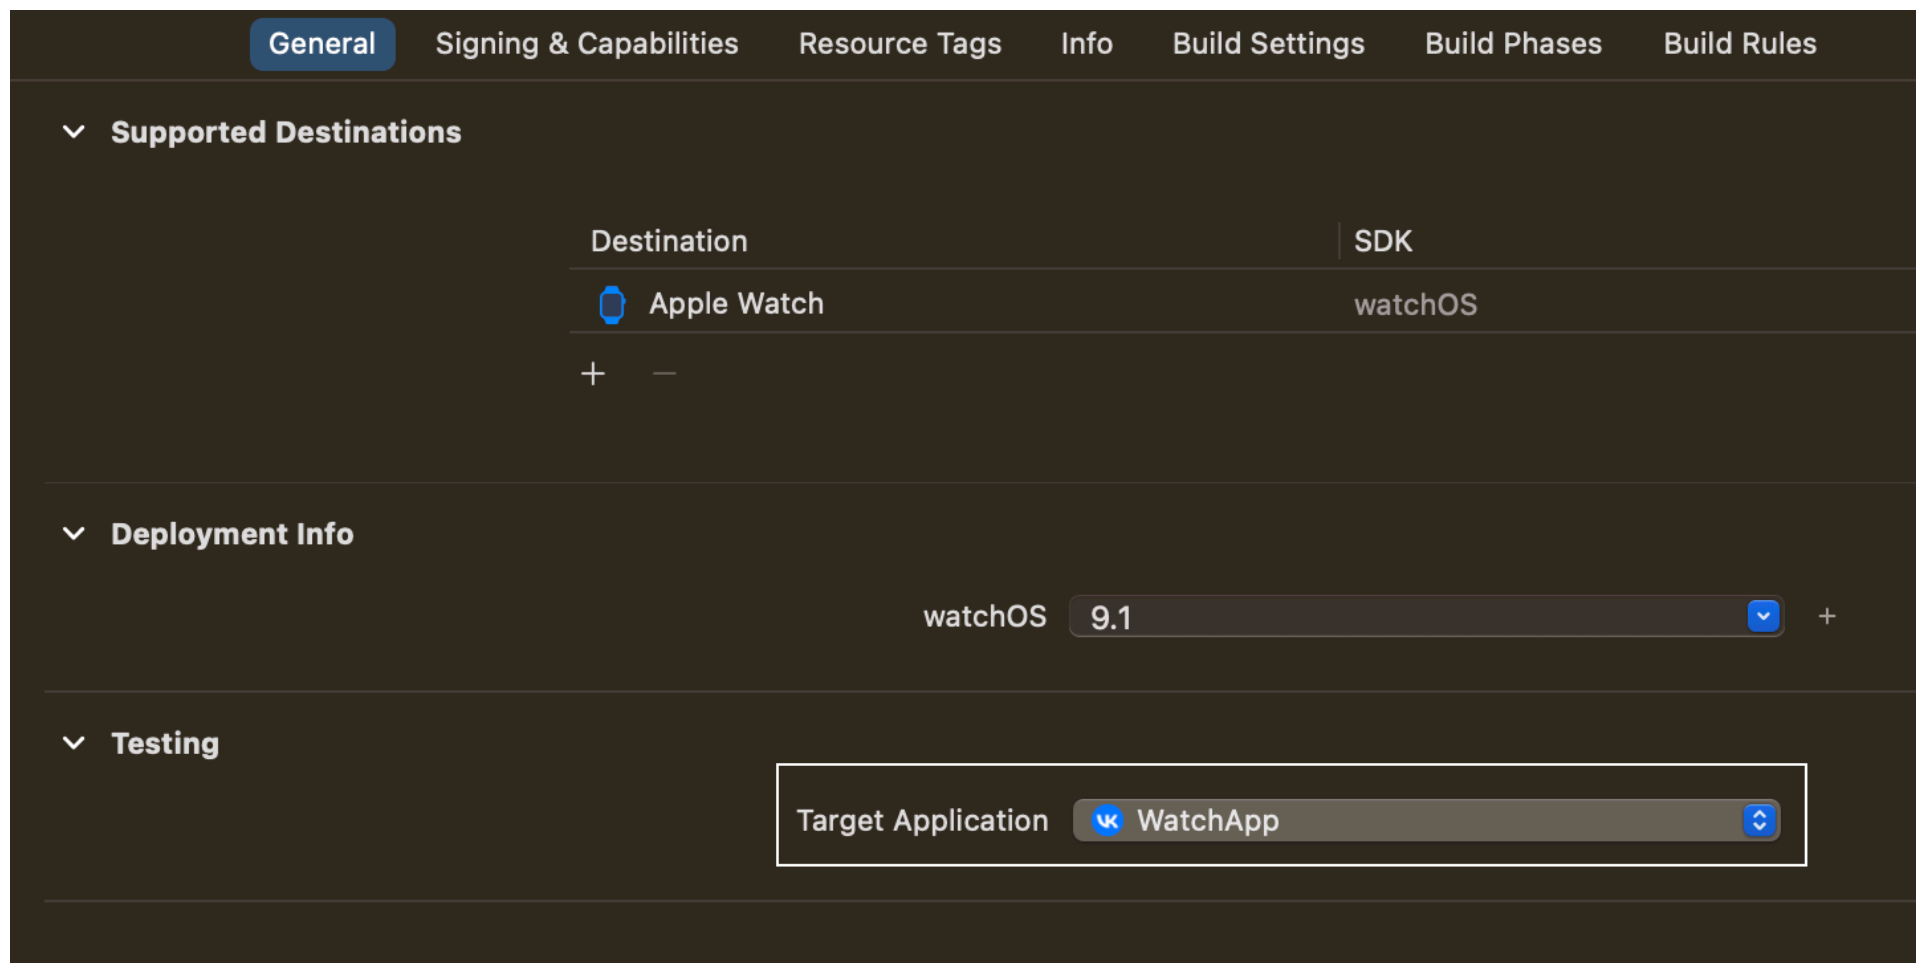 General Signing & Capabilities Resource Tags Info Build Settings Build Phases Build Rules
Supported Destinations
Destination SDK
Apple Watch watchOS
Deployment Info
watchOS 9.1
Testing
Target Application WatchApp